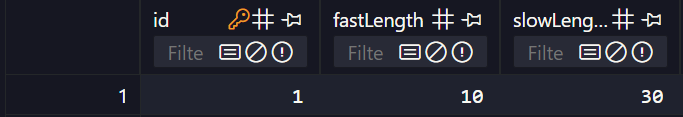 id fastLength slowLeng...
Filte Filte Filte
1 1 10 30